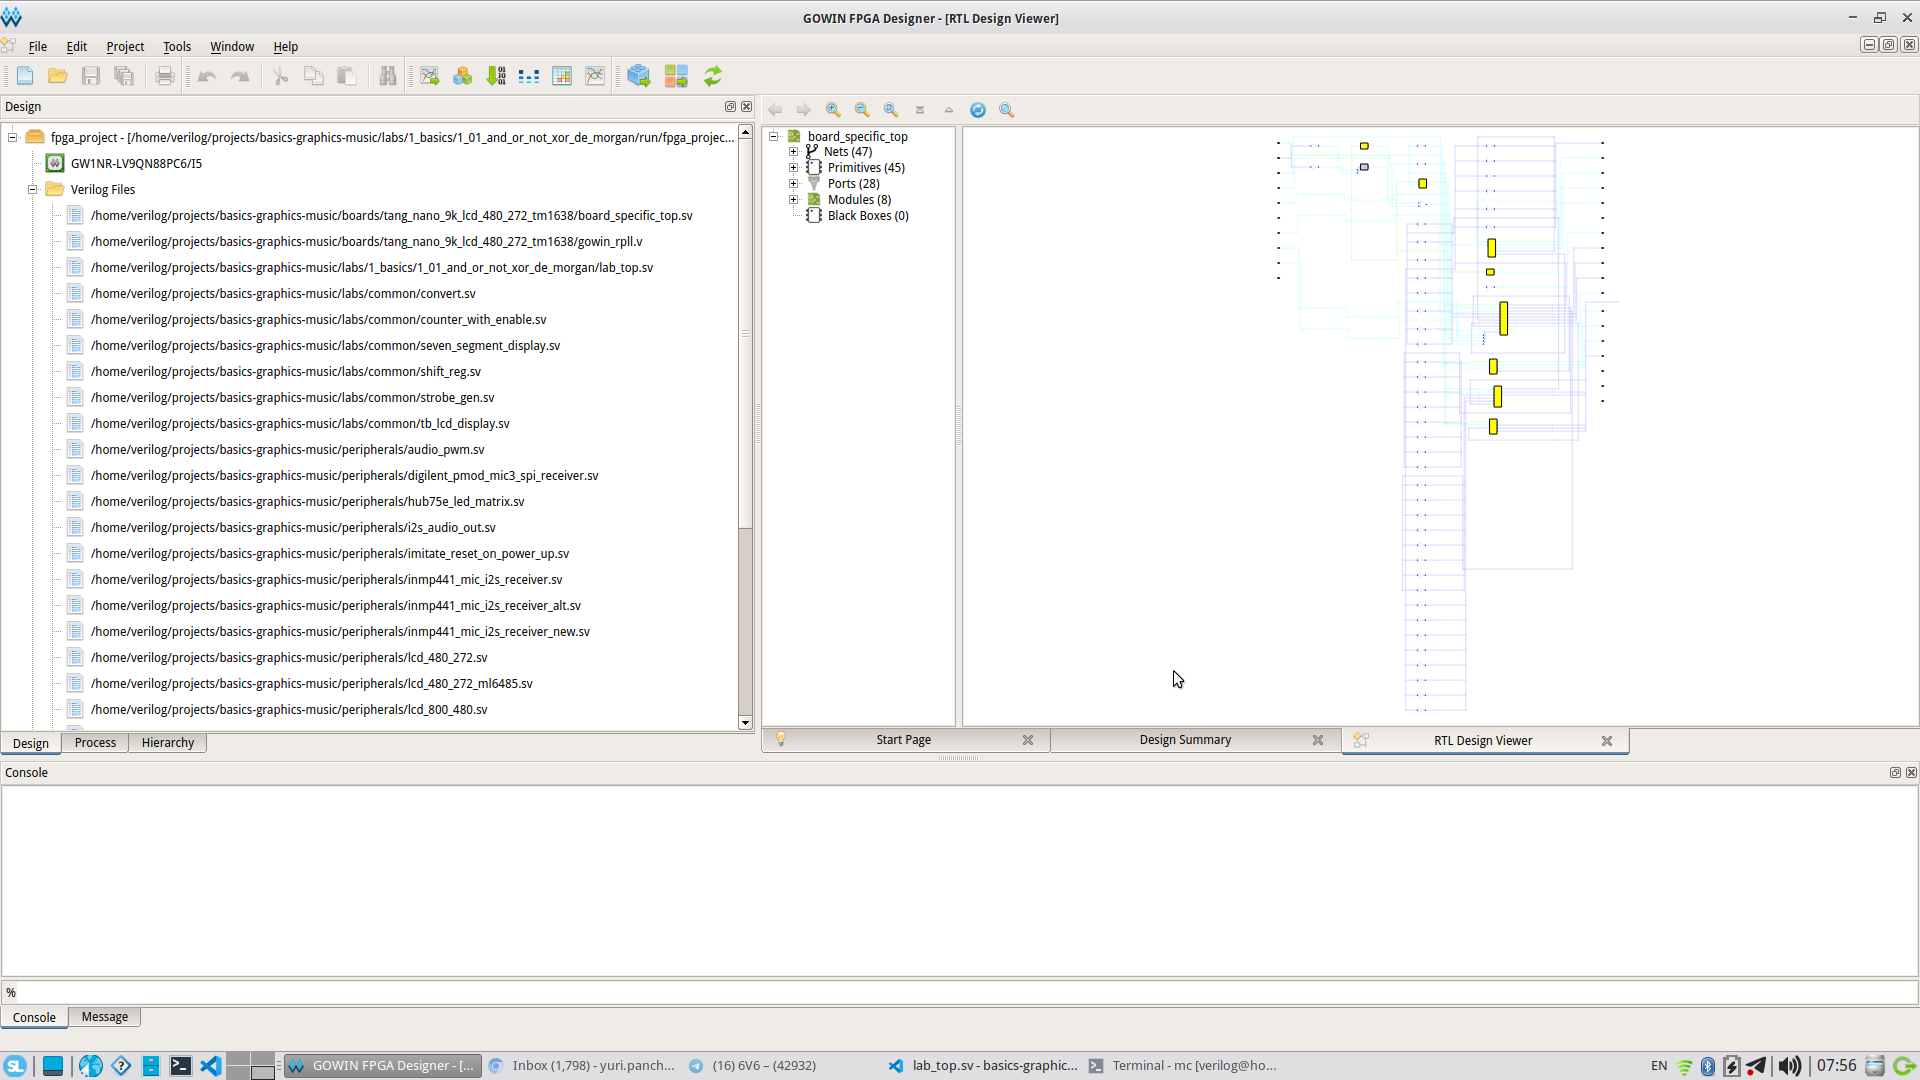 GOWIN FPGA Designer - [RTL Design Viewer]
File Edit Project Tools Window Help
Design
fpga_project - [/home/verilog/projects/basics-graphics-music/labs/1_basics/1_01_and_or_not_xor_de_morgan/run/fpga_projec...
GW1NR-LV9QN88PC6/I5
Verilog Files
/home/verilog/projects/basics-graphics-music/boards/tang_nano_9k_lcd_480_272_tm1638/board_specific_top.sv
/home/verilog/projects/basics-graphics-music/boards/tang_nano_9k_lcd_480_272_tm1638/gowin_rpll.v
/home/verilog/projects/basics-graphics-music/labs/1_basics/1_01_and_or_not_xor_de_morgan/lab_top.sv
/home/verilog/projects/basics-graphics-music/labs/common/convert.sv
/home/verilog/projects/basics-graphics-music/labs/common/counter_with_enable.sv
/home/verilog/projects/basics-graphics-music/labs/common/seven_segment_display.sv
/home/verilog/projects/basics-graphics-music/labs/common/shift_reg.sv
/home/verilog/projects/basics-graphics-music/labs/common/strobe_gen.sv
/home/verilog/projects/basics-graphics-music/labs/common/tb_lcd_display.sv
/home/verilog/projects/basics-graphics-music/peripherals/audio_pwm.sv
/home/verilog/projects/basics-graphics-music/peripherals/digilent_pmod_mic3_spi_receiver.sv
/home/verilog/projects/basics-graphics-music/peripherals/hub75e_led_matrix.sv
/home/verilog/projects/basics-graphics-music/peripherals/i2s_audio_out.sv
/home/verilog/projects/basics-graphics-music/peripherals/imitate_reset_on_power_up.sv
/home/verilog/projects/basics-graphics-music/peripherals/inmp441_mic_i2s_receiver.sv
/home/verilog/projects/basics-graphics-music/peripherals/inmp441_mic_i2s_receiver_alt.sv
/home/verilog/projects/basics-graphics-music/peripherals/inmp441_mic_i2s_receiver_new.sv
/home/verilog/projects/basics-graphics-music/peripherals/lcd_480_272.sv
/home/verilog/projects/basics-graphics-music/peripherals/lcd_480_272_ml6485.sv
/home/verilog/projects/basics-graphics-music/peripherals/lcd_800_480.sv
Design Process Hierarchy
board_specific_top
Nets (47)
Primitives (45)
Ports (28)
Modules (8)
Black Boxes (0)
Start Page Design Summary RTL Design Viewer
Console
%
Console Message
SL GOWIN FPGA Designer - [... Inbox (1,798) - yuri.panch... (16) 6V6 – (42932) lab_top.sv - basics-graphic... Terminal - mc [verilog@ho... EN 07:56